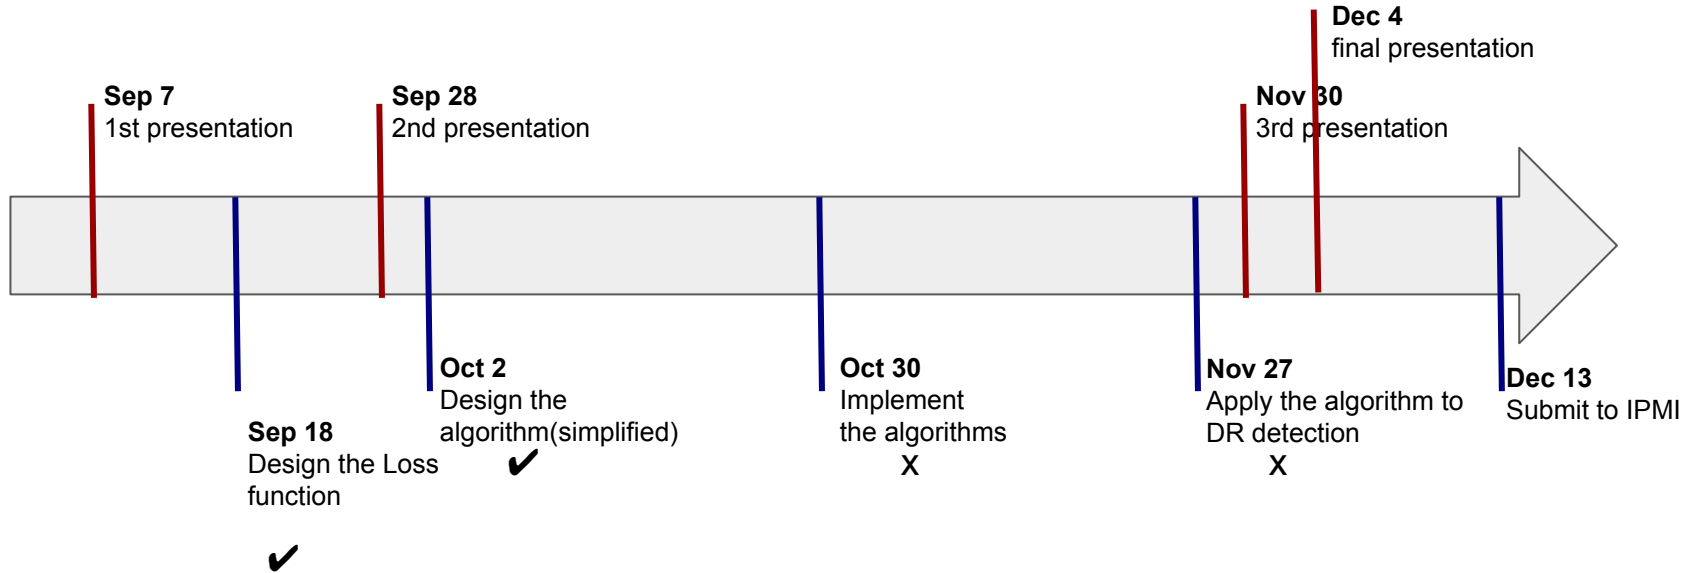 Dec 4
final presentation
Sep 7
1st presentation
Sep 28
2nd presentation
Nov 30
3rd presentation
Oct 2
Design the
algorithm(simplified)
✔
Sep 18
Design the Loss
function
✔
Oct 30
Implement
the algorithms
X
Nov 27
Apply the algorithm to
DR detection
X
Dec 13
Submit to IPMI